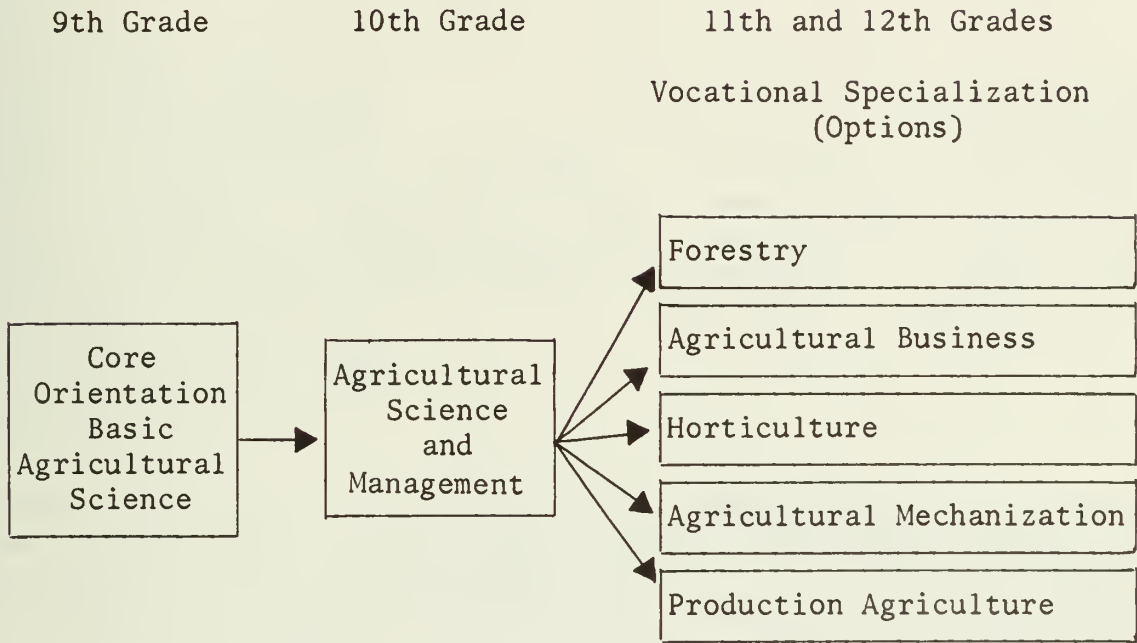 9th Grade
10th Grade
11th and 12th Grades
Vocational Specialization
(Options)
Core
Orientation
Basic
Agricultural
Science
Agricultural
Science
and
Management
Forestry
Agricultural Business
Horticulture
Agricultural Mechanization
Production Agriculture